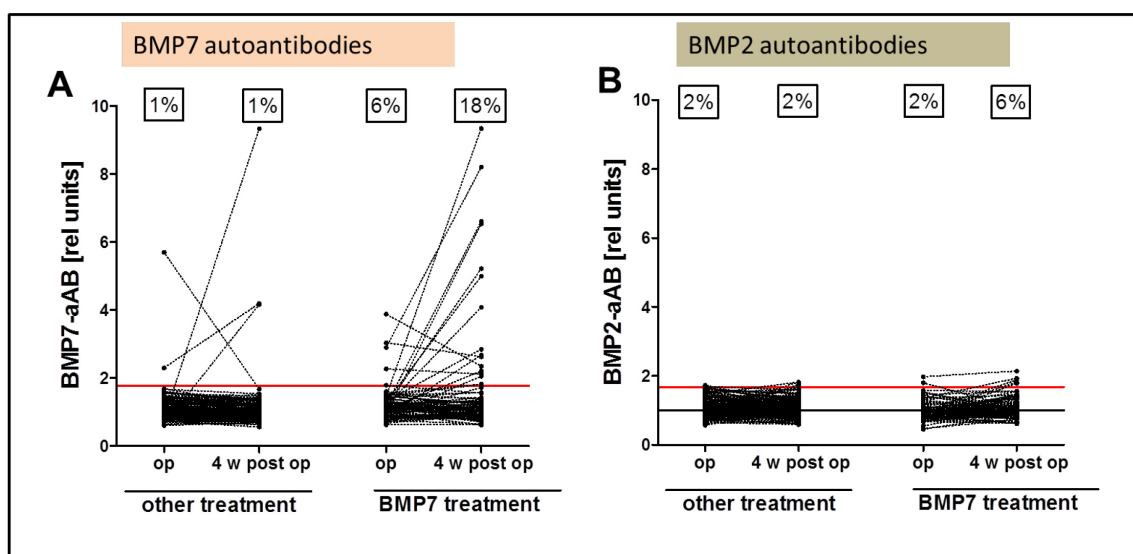 BMP7 autoantibodies
BMP2 autoantibodies
A
1% 1% 6% 18%
BMP7-aAB [rel units]
10
8
6
4
2
0
op 4 w post op op 4 w post op
other treatment BMP7 treatment
B
2% 2% 2% 6%
BMP2-aAB [rel units]
10
8
6
4
2
0
op 4 w post op op 4 w post op
other treatment BMP7 treatment